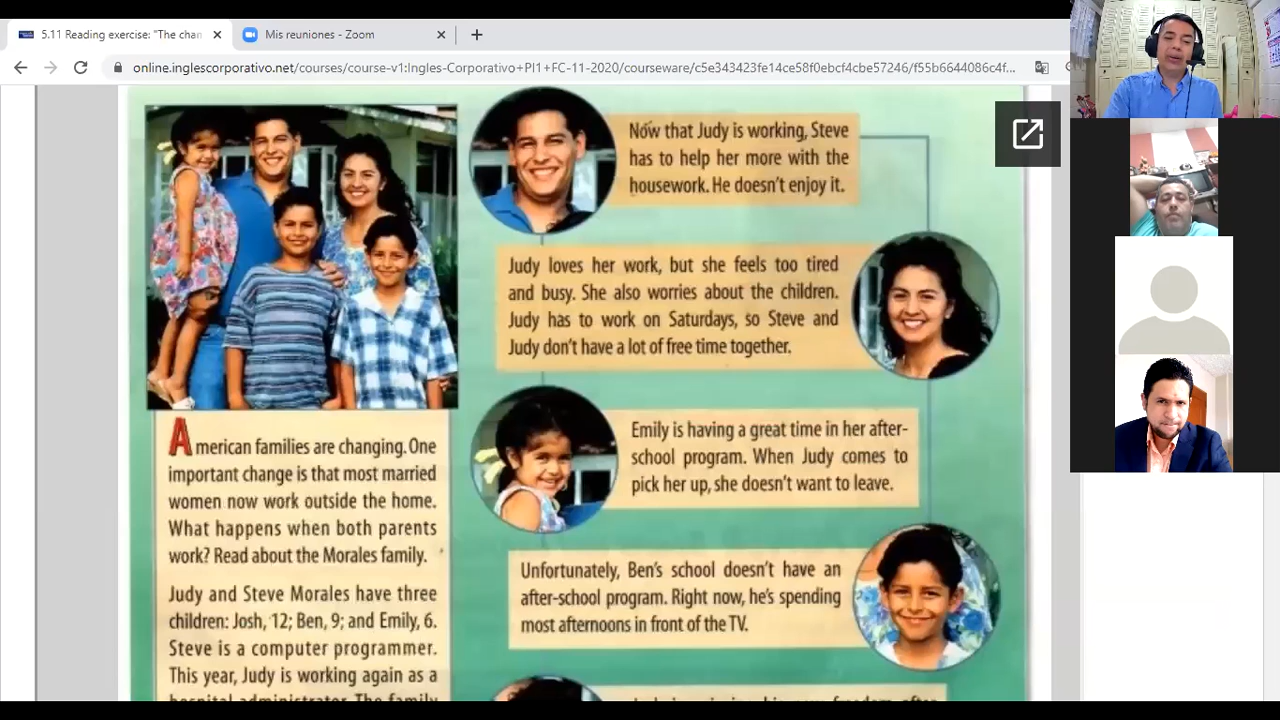 5.11 Reading exercise: "The chan
Mis reuniones - Zoom
online.inglescorporativo.net/courses/course-v1:
Corporativo+PI1+FC-11-2020/courseware/c5e343423fe14ce58f0ebcf4cbe57246/f55b6644086c4f...
Now that Judy is working, Steve
has to help her more with the
housework. He doesn't enjoy it.
Judy loves her work, but she feels too tired
and busy. She also worries about the children.
Judy has to work on Saturdays, so Steve and
Judy don't have a lot of free time together.
Emily is having a great time in her after-
school program. When Judy comes to
pick her up, she doesn't want to leave.
Unfortunately, Ben's school doesn't have an
after-school program. Right now, he's spending
most afternoons in front of the TV.
American families are changing. One
important change is that most married
women now work outside the home.
What happens when both parents
work? Read about the Morales family.
Judy and Steve Morales have three
children: Josh, 12; Ben, 9; and Emily, 6.
Steve is a computer programmer.
This year, Judy is working again as a
hospital administrator. The family